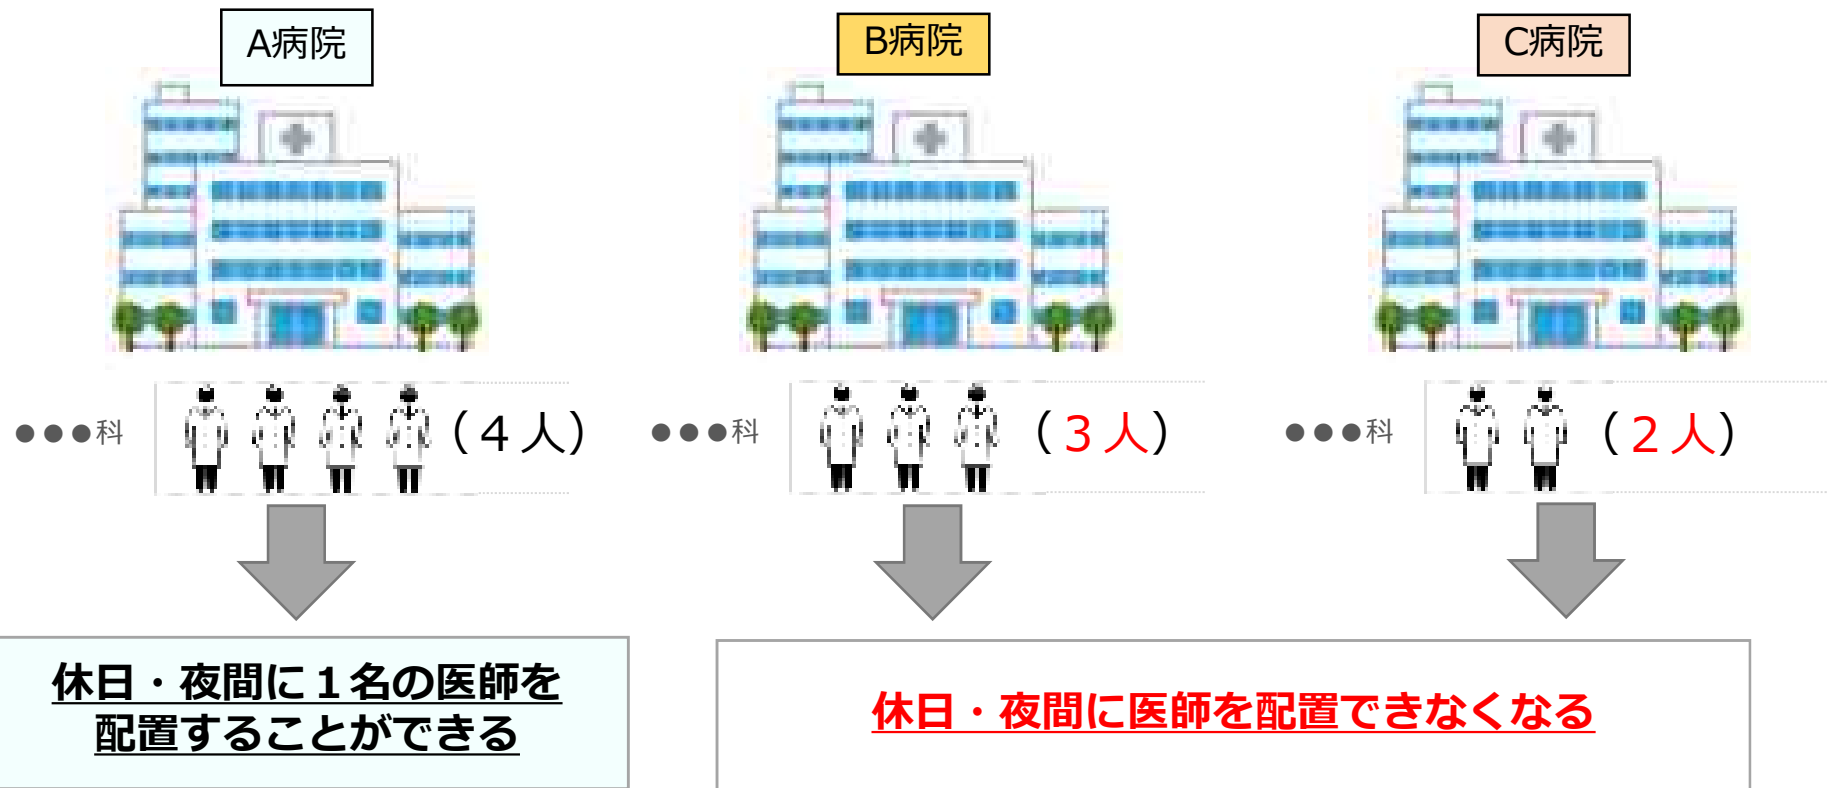 A病院
B病院
C病院
●●●科
（４人）
●●●科
（３人）
●●●科
（２人）
休日・夜間に１名の医師を
配置することができる
休日・夜間に医師を配置できなくなる